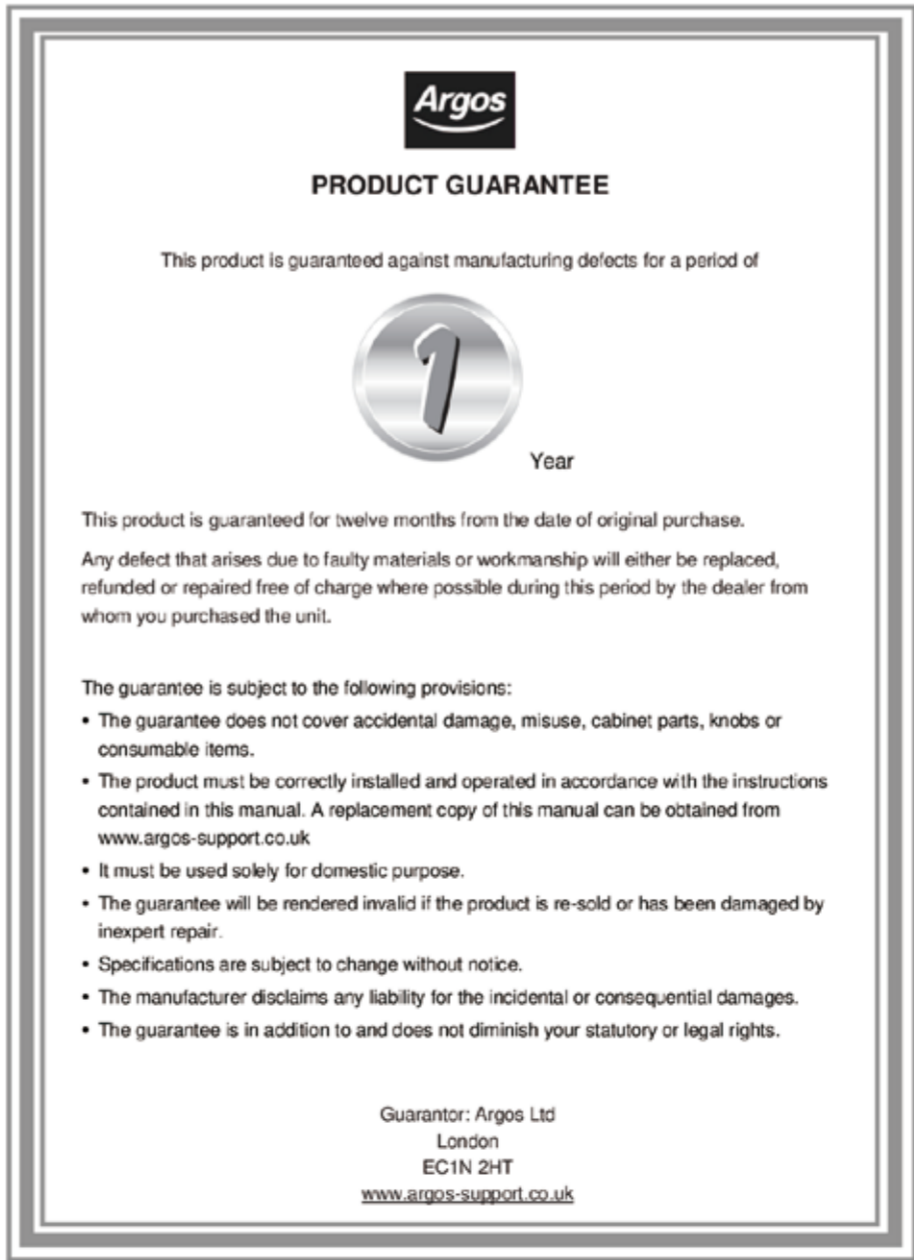 Argos
PRODUCT GUARANTEE
This product is guaranteed against manufacturing defects for a period of
1
Year
This product is guaranteed for twelve months from the date of original purchase.
Any defect that arises due to faulty materials or workmanship will either be replaced,
refunded or repaired free of charge where possible during this period by the dealer from
whom you purchased the unit.
The guarantee is subject to the following provisions:
• The guarantee does not cover accidental damage, misuse, cabinet parts, knobs or
consumable items.
• The product must be correctly installed and operated in accordance with the instructions
contained in this manual. A replacement copy of this manual can be obtained from
www.argos-support.co.uk
• It must be used solely for domestic purpose.
• The guarantee will be rendered invalid if the product is re-sold or has been damaged by
inexpert repair.
• Specifications are subject to change without notice.
• The manufacturer disclaims any liability for the incidental or consequential damages.
• The guarantee is in addition to and does not diminish your statutory or legal rights.
Guarantor: Argos Ltd
London
EC1N 2HT
www.argos-support.co.uk